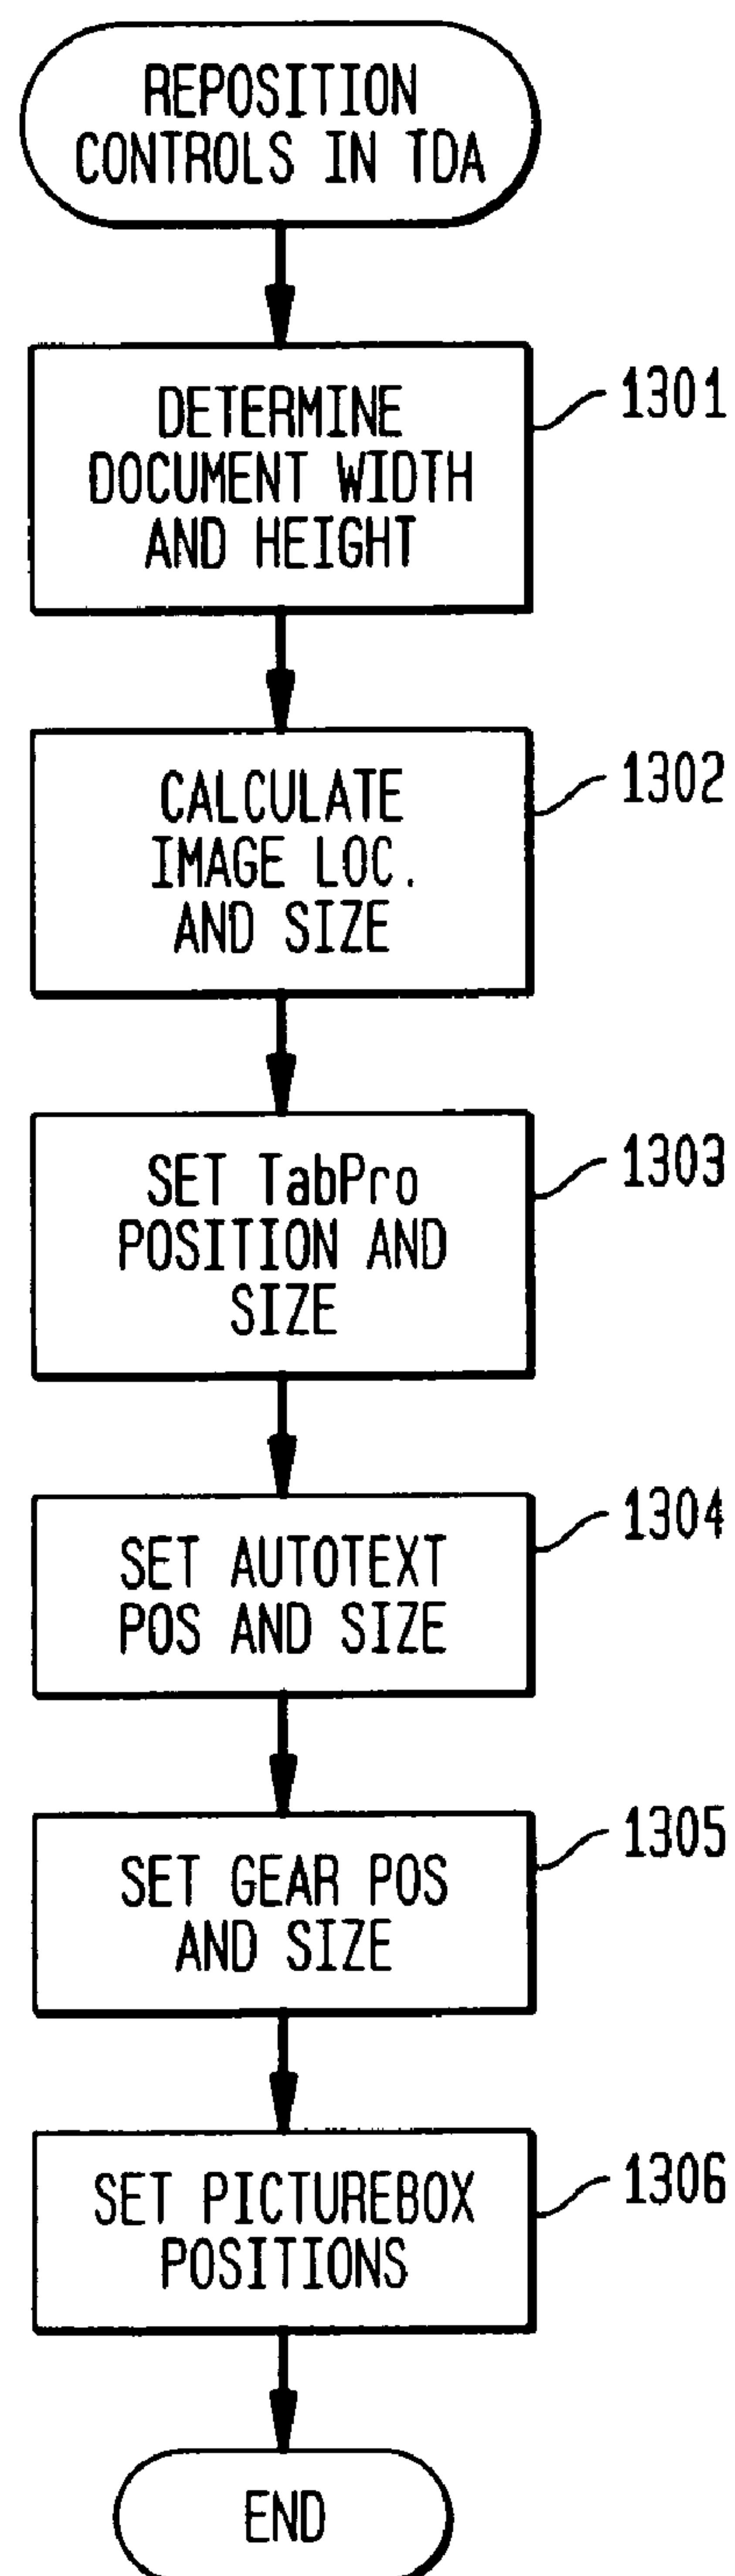 REPOSITION
CONTROLS IN TDA
DETERMINE
DOCUMENT WIDTH
AND HEIGHT
1301
CALCULATE
IMAGE LOC.
AND SIZE
1302
SET TabPro
POSITION AND
SIZE
1303
SET AUTOTEXT
POS AND SIZE
1304
SET GEAR POS
AND SIZE
1305
SET PICTUREBOX
POSITIONS
1306
END